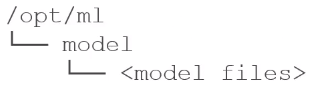 /opt/ml
└── model
    └── <model files>